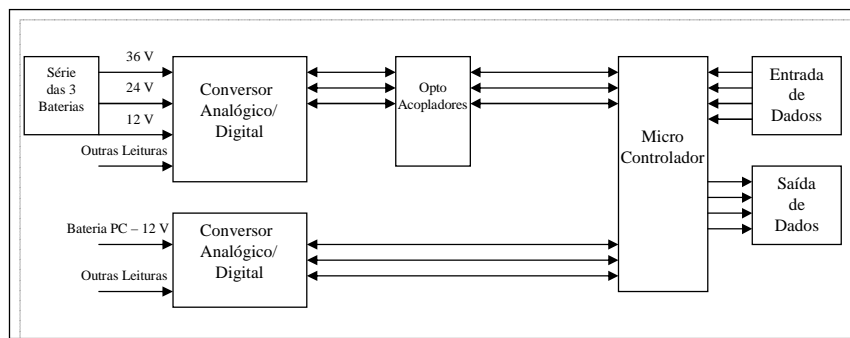 Série
das 3
Baterias
36 V
24 V
12 V
Outras Leituras
Conversor
Analógico/
Digital
Opto
Acopladores
Micro
Controlador
Entrada
de
Dadoss
Saída
de
Dados
Bateria PC – 12 V
Outras Leituras
Conversor
Analógico/
Digital